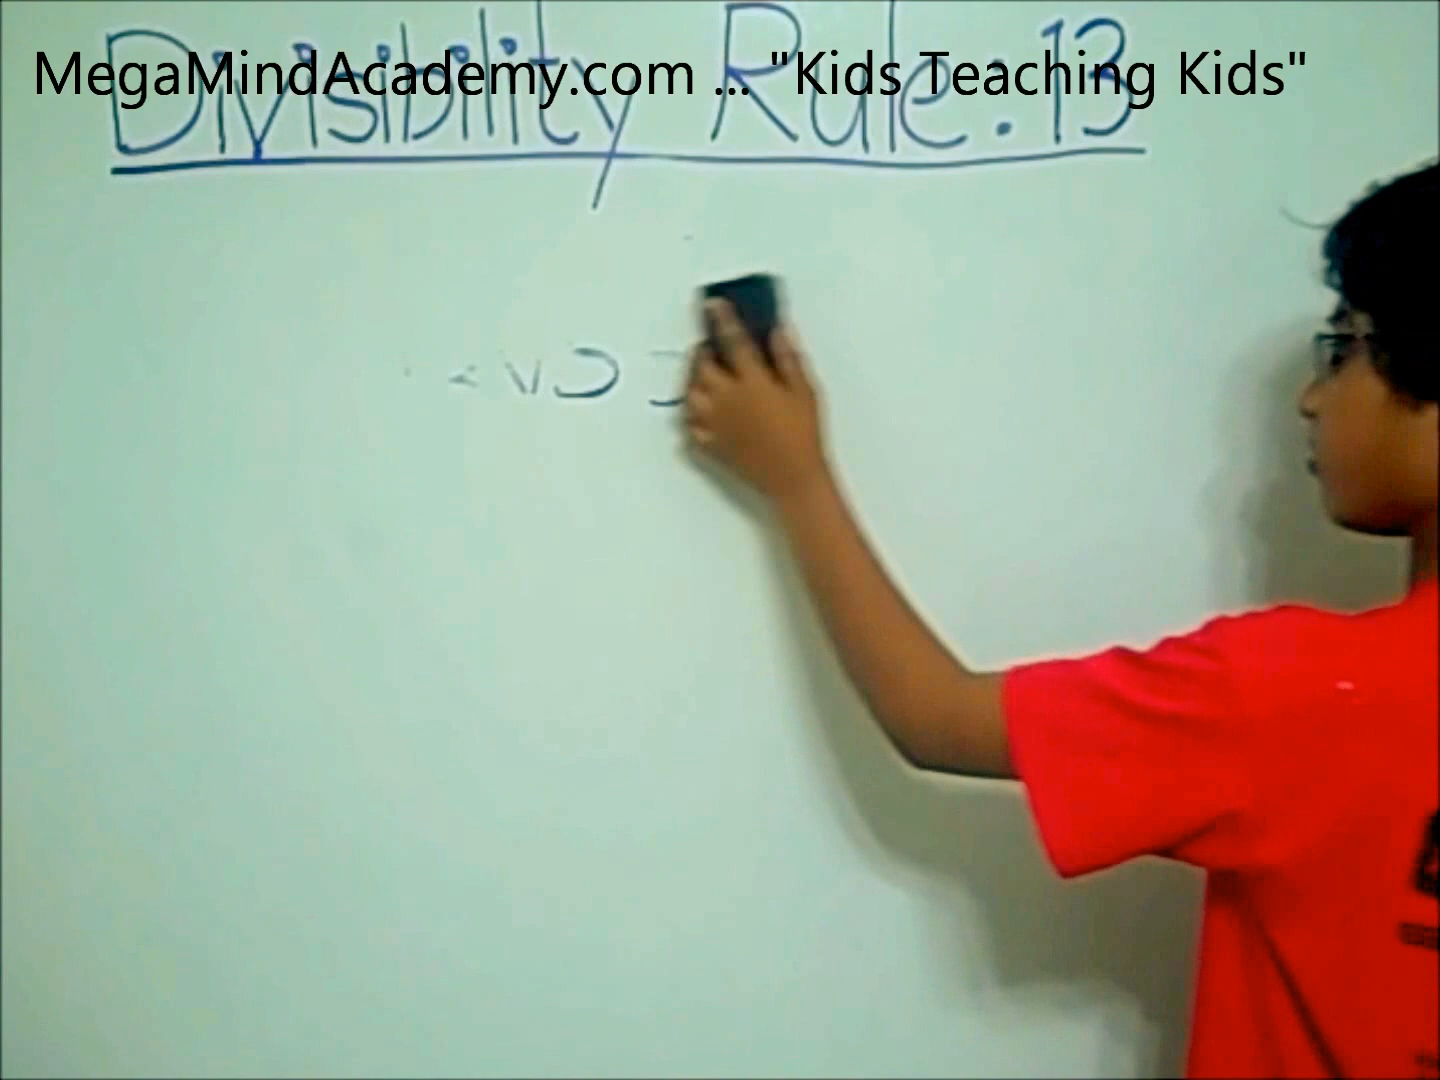 MegaMindAcademy.com ... "Kids Teaching Kids"
Divisibility Rule: 13